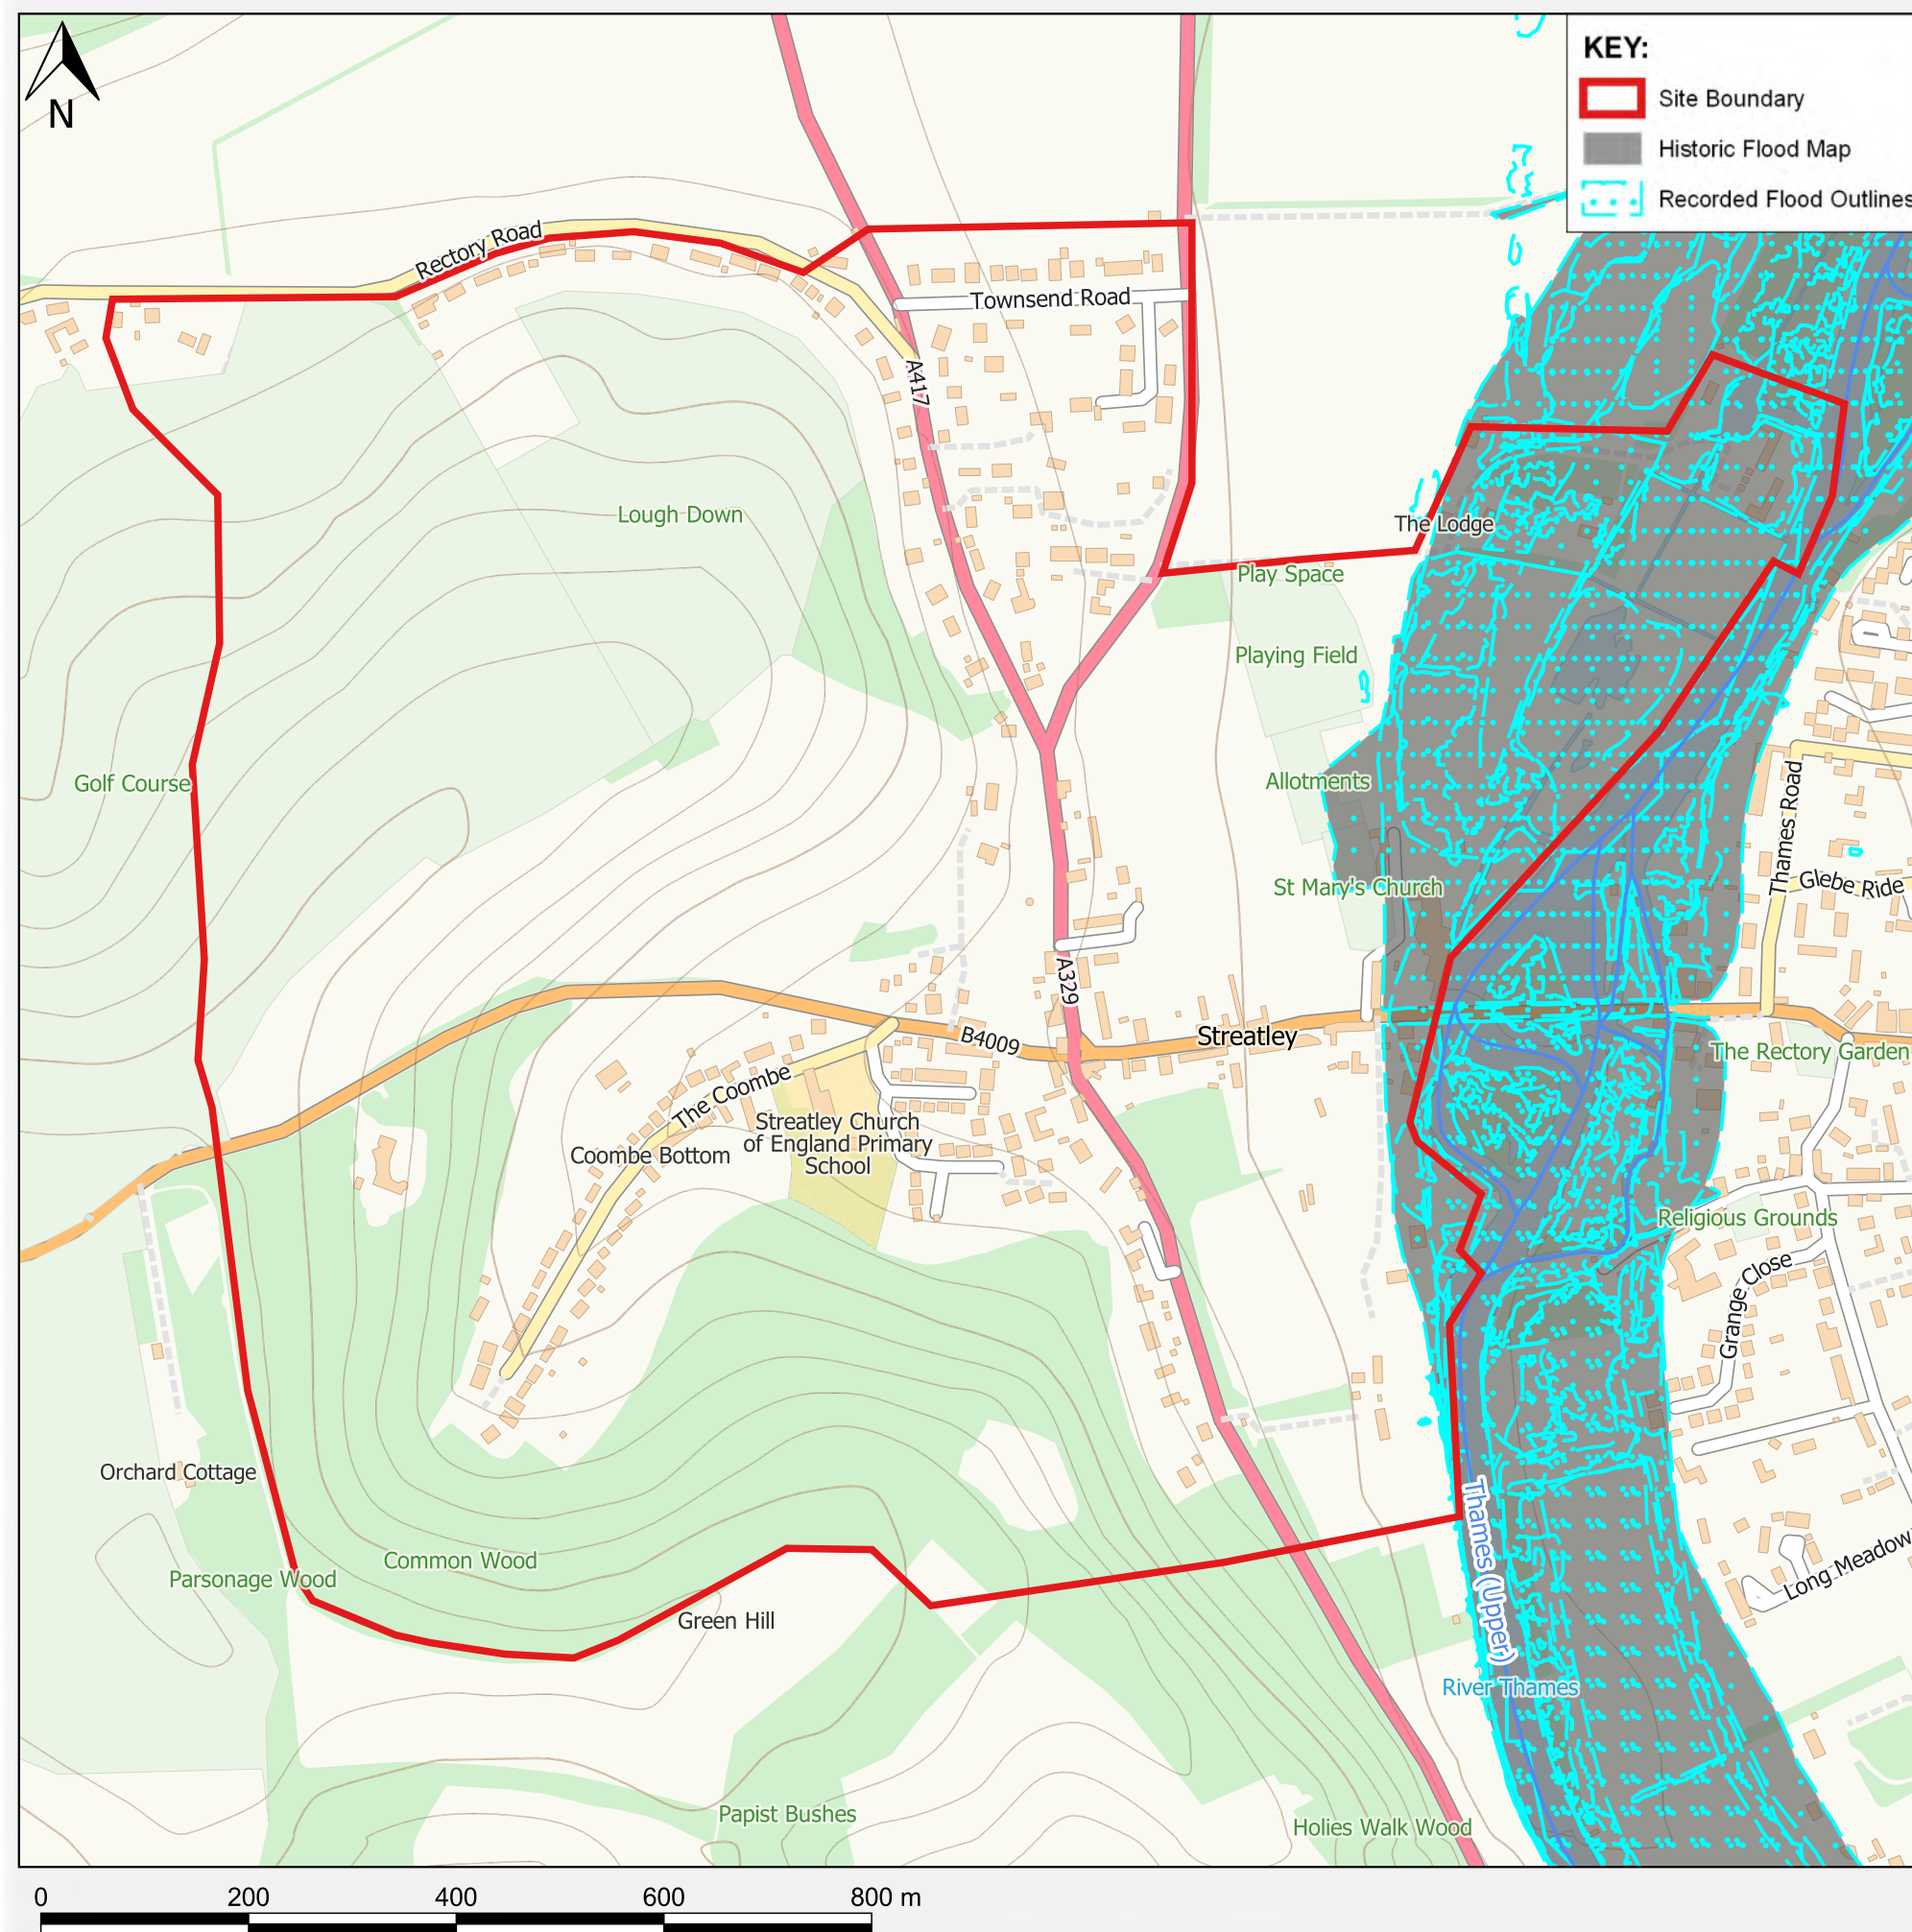 N
KEY:
Site Boundary
Historic Flood Map
Recorded Flood Outlines
Rectory Road
Townsend Road
A417
Lough Down
The Lodge
Play Space
Playing Field
Golf Course
Allotments
Thames Road
St Mary's Church
Glebe Ride
A329
B4009
Streatley
The Rectory Garden
The Coombe
Streatley Church
of England Primary
School
Coombe Bottom
Religious Grounds
Grange Close
Orchard Cottage
Common Wood
Parsonage Wood
Thames (Upper)
Long Meadow
Green Hill
River Thames
Papist Bushes
Holies Walk Wood
0 200 400 600 800 m